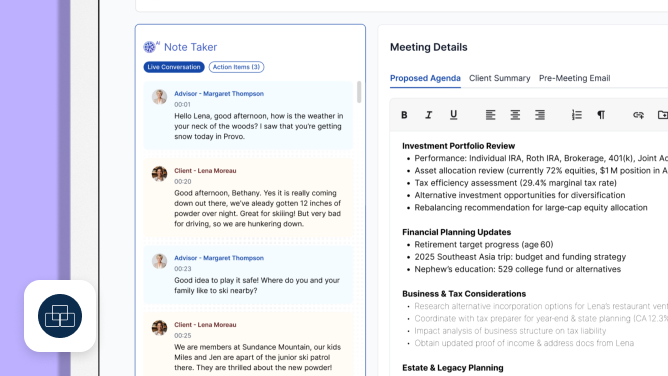 AI Note Taker
Live Conversation
Action Items (3)
Advisor - Margaret Thompson
00:01
Hello Lena, good afternoon, how is the weather in
your neck of the woods? I saw that you're getting
snow today in Provo.
Client - Lena Moreau
00:20
Good afternoon, Bethany. Yes it is really coming
down out there, we've aleady gotten 12 inches of
powder over night. Great for skiing! But very bad
for driving, so we are hunkering down.
Advisor - Margaret Thompson
00:23
Good idea to play it safe! Where do you and your
family like to ski nearby?
Client - Lena Moreau
00:25
We are members at Sundance Mountain, our kids
Miles and Jen are apart of the junior ski patrol
there. They are thrilled about the new powder!
Meeting Details
Proposed Agenda
Client Summary
Pre-Meeting Email
B I U
Investment Portfolio Review
• Performance: Individual IRA, Roth IRA, Brokerage, 401(k), Joint Ac
• Asset allocation review (currently 72% equities, $1 M position in A
• Tax efficiency assessment (29.4% marginal tax rate)
• Alternative investment opportunities for diversification
• Rebalancing recommendation for large-cap equity allocation
Financial Planning Updates
• Retirement target progress (age 60)
• 2025 Southeast Asia trip: budget and funding strategy
• Nephew's education: 529 college fund or alternatives
Business & Tax Considerations
• Research alternative incorporation options for Lena's restaurant vent
• Coordinate with tax preparer for year-end & state planning (CA 12.3%
• Impact analysis of business structure on tax liability
• Obtain updated proof of income & address docs from Lena
Estate & Legacy Planning